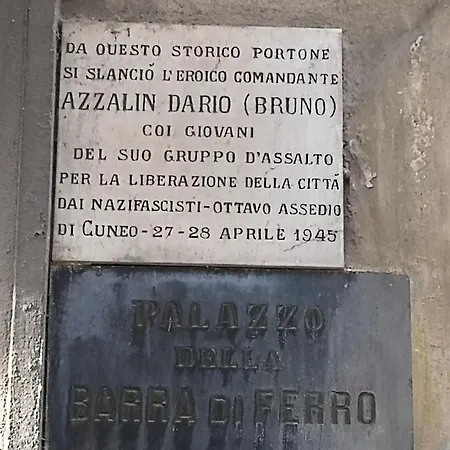 DA QUESTO STORICO PORTONE
SI SLANCIÒ L'EROICO COMANDANTE
AZZALIN DARIO (BRUNO)
COI GIOVANI
DEL SUO GRUPPO D'ASSALTO
PER LA LIBERAZIONE DELLA CITTÁ
DAI NAZIFASCISTI-OTTAVO ASSEDIO
DI CUNEO-27-28 APRILE 1945
PALAZZO
DELLA
BARRA DI FERRO